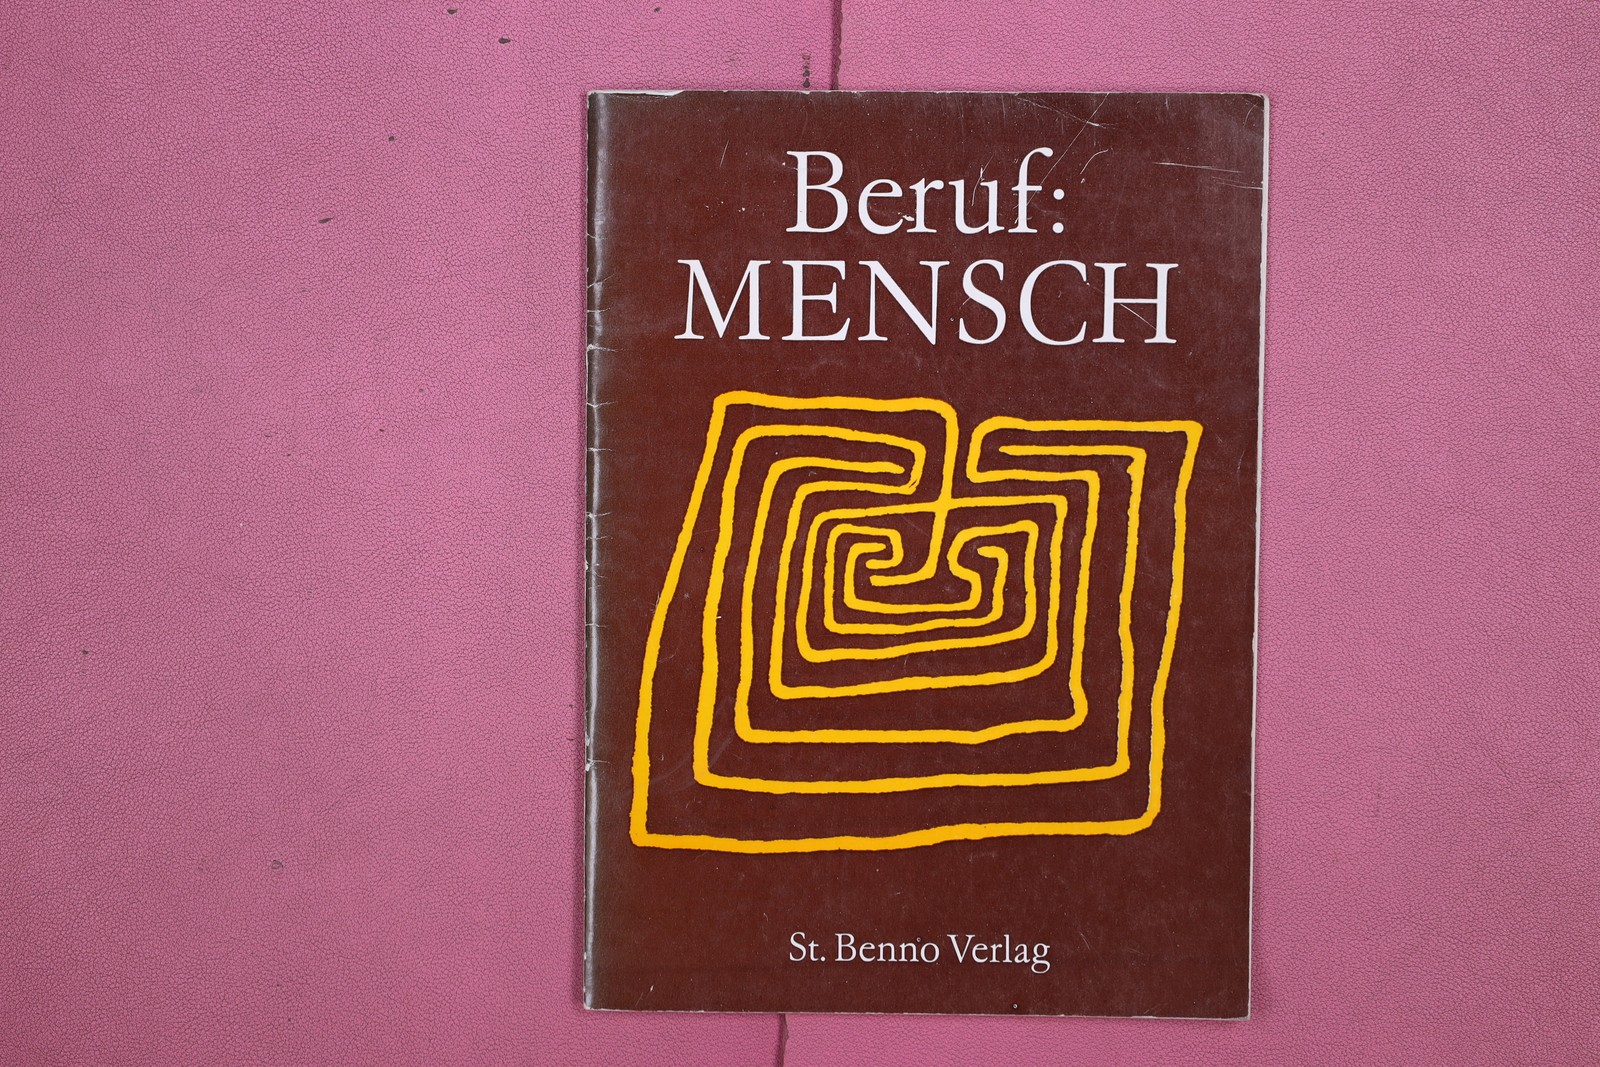 Beruf:
MENSCH
St. Benno Verlag